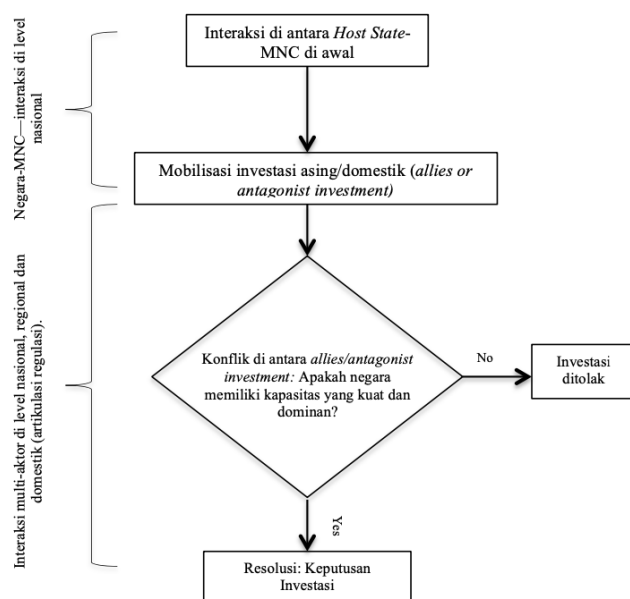 Interaksi di antara Host State-
MNC di awal
Negara-MNC—interaksi di level
nasional
Mobilisasi investasi asing/domestik (allies or
antagonist investment)
Interaksi multi-aktor di level nasional, regional dan
domestik (artikulasi regulasi).
Konflik di antara allies/antagonist
investment: Apakah negara
memiliki kapasitas yang kuat dan
dominan?
No
Investasi
ditolak
Yes
Resolusi: Keputusan
Investasi